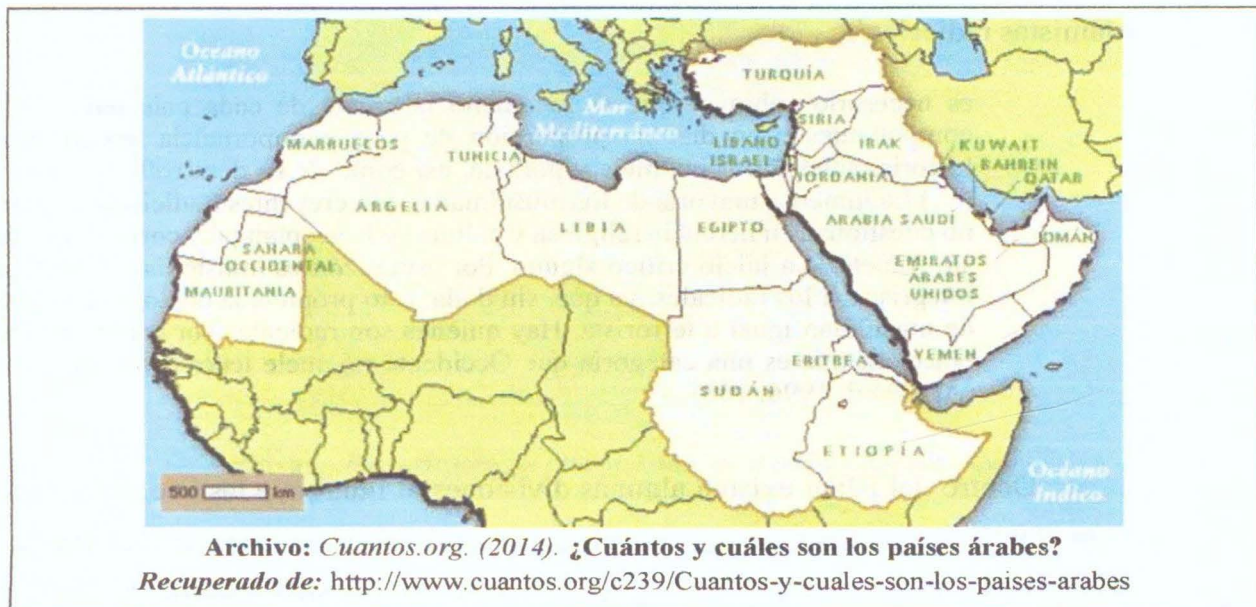 Oceano
Atlántico
Mar
Mediterráneo
TURQUÍA
SIRIA
LÍBANO
IRAK
KUWAIT
ISRAEL
BAHREIN
JORDANIA
QATAR
MARRUECOS
TUNICIA
ARGELIA
LIBIA
EGIPTO
ARABIA SAUDÍ
OMÁN
SAHARA
OCCIDENTAL
EMIRATOS
ÁRABES
UNIDOS
MAURITANIA
ERITREA
YEMEN
SUDÁN
ETIOPÍA
Océano
Índico
500 km
Archivo: Cuantos.org. (2014). ¿Cuántos y cuáles son los países árabes?
Recuperado de: http://www.cuantos.org/c239/Cuantos-y-cuales-son-los-paises-arabes